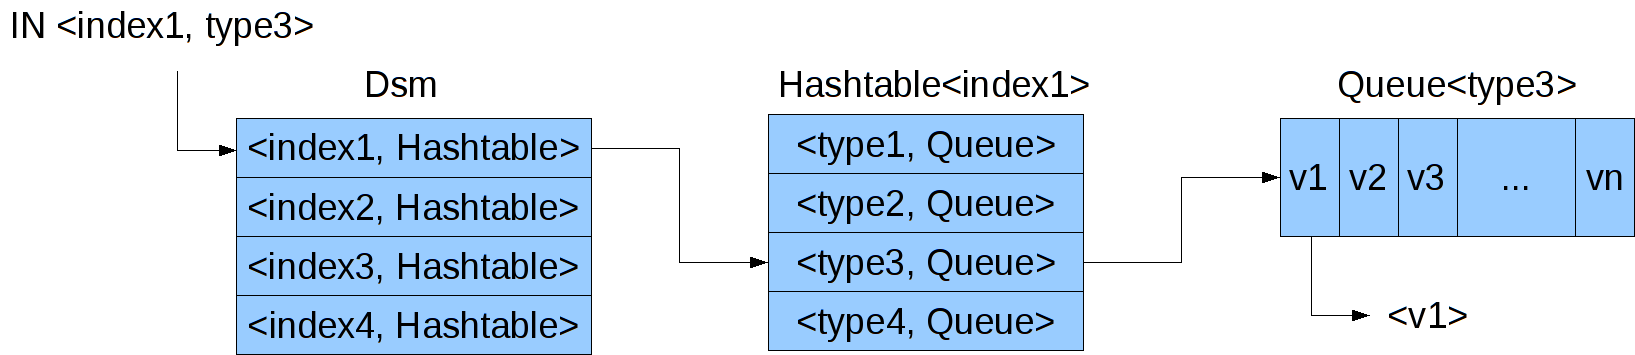 IN <index1, type3>
Dsm
<index1, Hashtable>
<index2, Hashtable>
<index3, Hashtable>
<index4, Hashtable>
Hashtable<index1>
<type1, Queue>
<type2, Queue>
<type3, Queue>
<type4, Queue>
Queue<type3>
v1 v2 v3 ... vn
<v1>